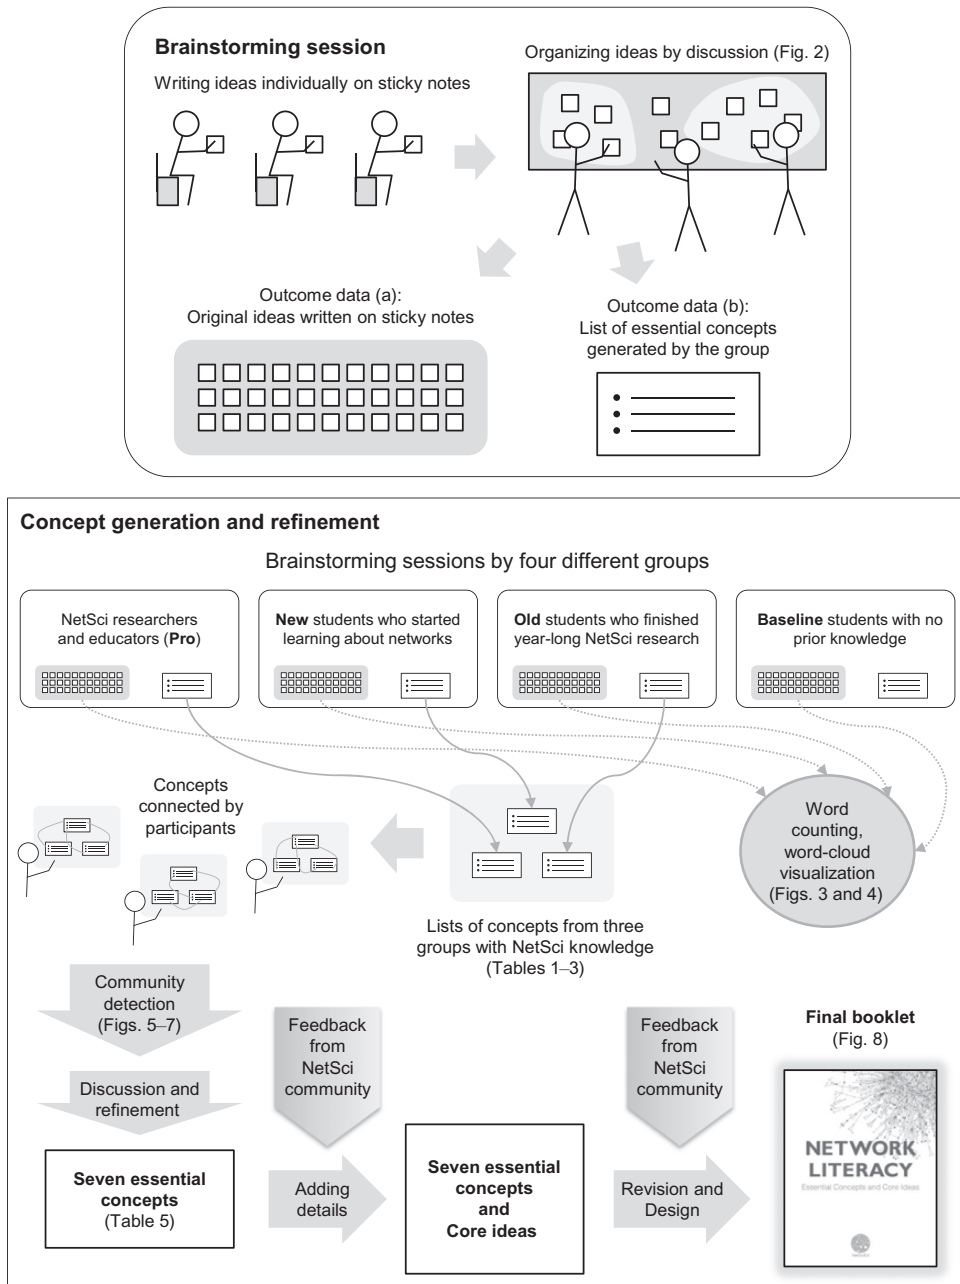 Brainstorming session
Writing ideas individually on sticky notes
Organizing ideas by discussion (Fig. 2)
Outcome data (a):
Original ideas written on sticky notes
Outcome data (b):
List of essential concepts
generated by the group
Concept generation and refinement
Brainstorming sessions by four different groups
NetSci researchers
and educators (Pro)
New students who started
learning about networks
Old students who finished
year-long NetSci research
Baseline students with no
prior knowledge
Concepts
connected by
participants
Word
counting,
word-cloud
visualization
(Figs. 3 and 4)
Lists of concepts from three
groups with NetSci knowledge
(Tables 1–3)
Community
detection
(Figs. 5–7)
Feedback
from
NetSci
community
Feedback
from
NetSci
community
Final booklet
(Fig. 8)
Discussion and
refinement
NETWORK
LITERACY
Essential Concepts and Core Ideas
Seven essential
concepts
(Table 5)
Adding
details
Seven essential
concepts
and
Core ideas
Revision and
Design